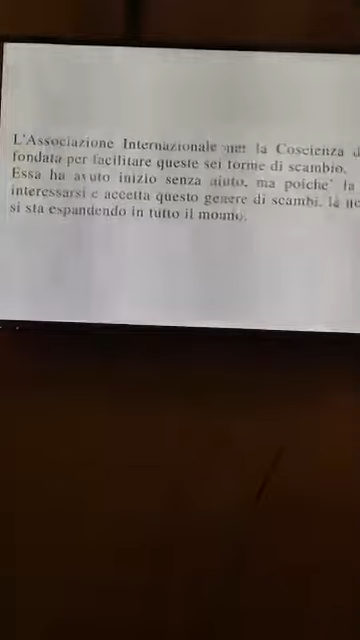 L'Associazione Internazionale per la Coscienza d
fondata per facilitare queste sei forme di scambio.
Essa ha avuto inizio senza aiuto, ma poiche' la
interessarsi e accetta questo genere di scambi, la
si sta espandendo in tutto il mondo.